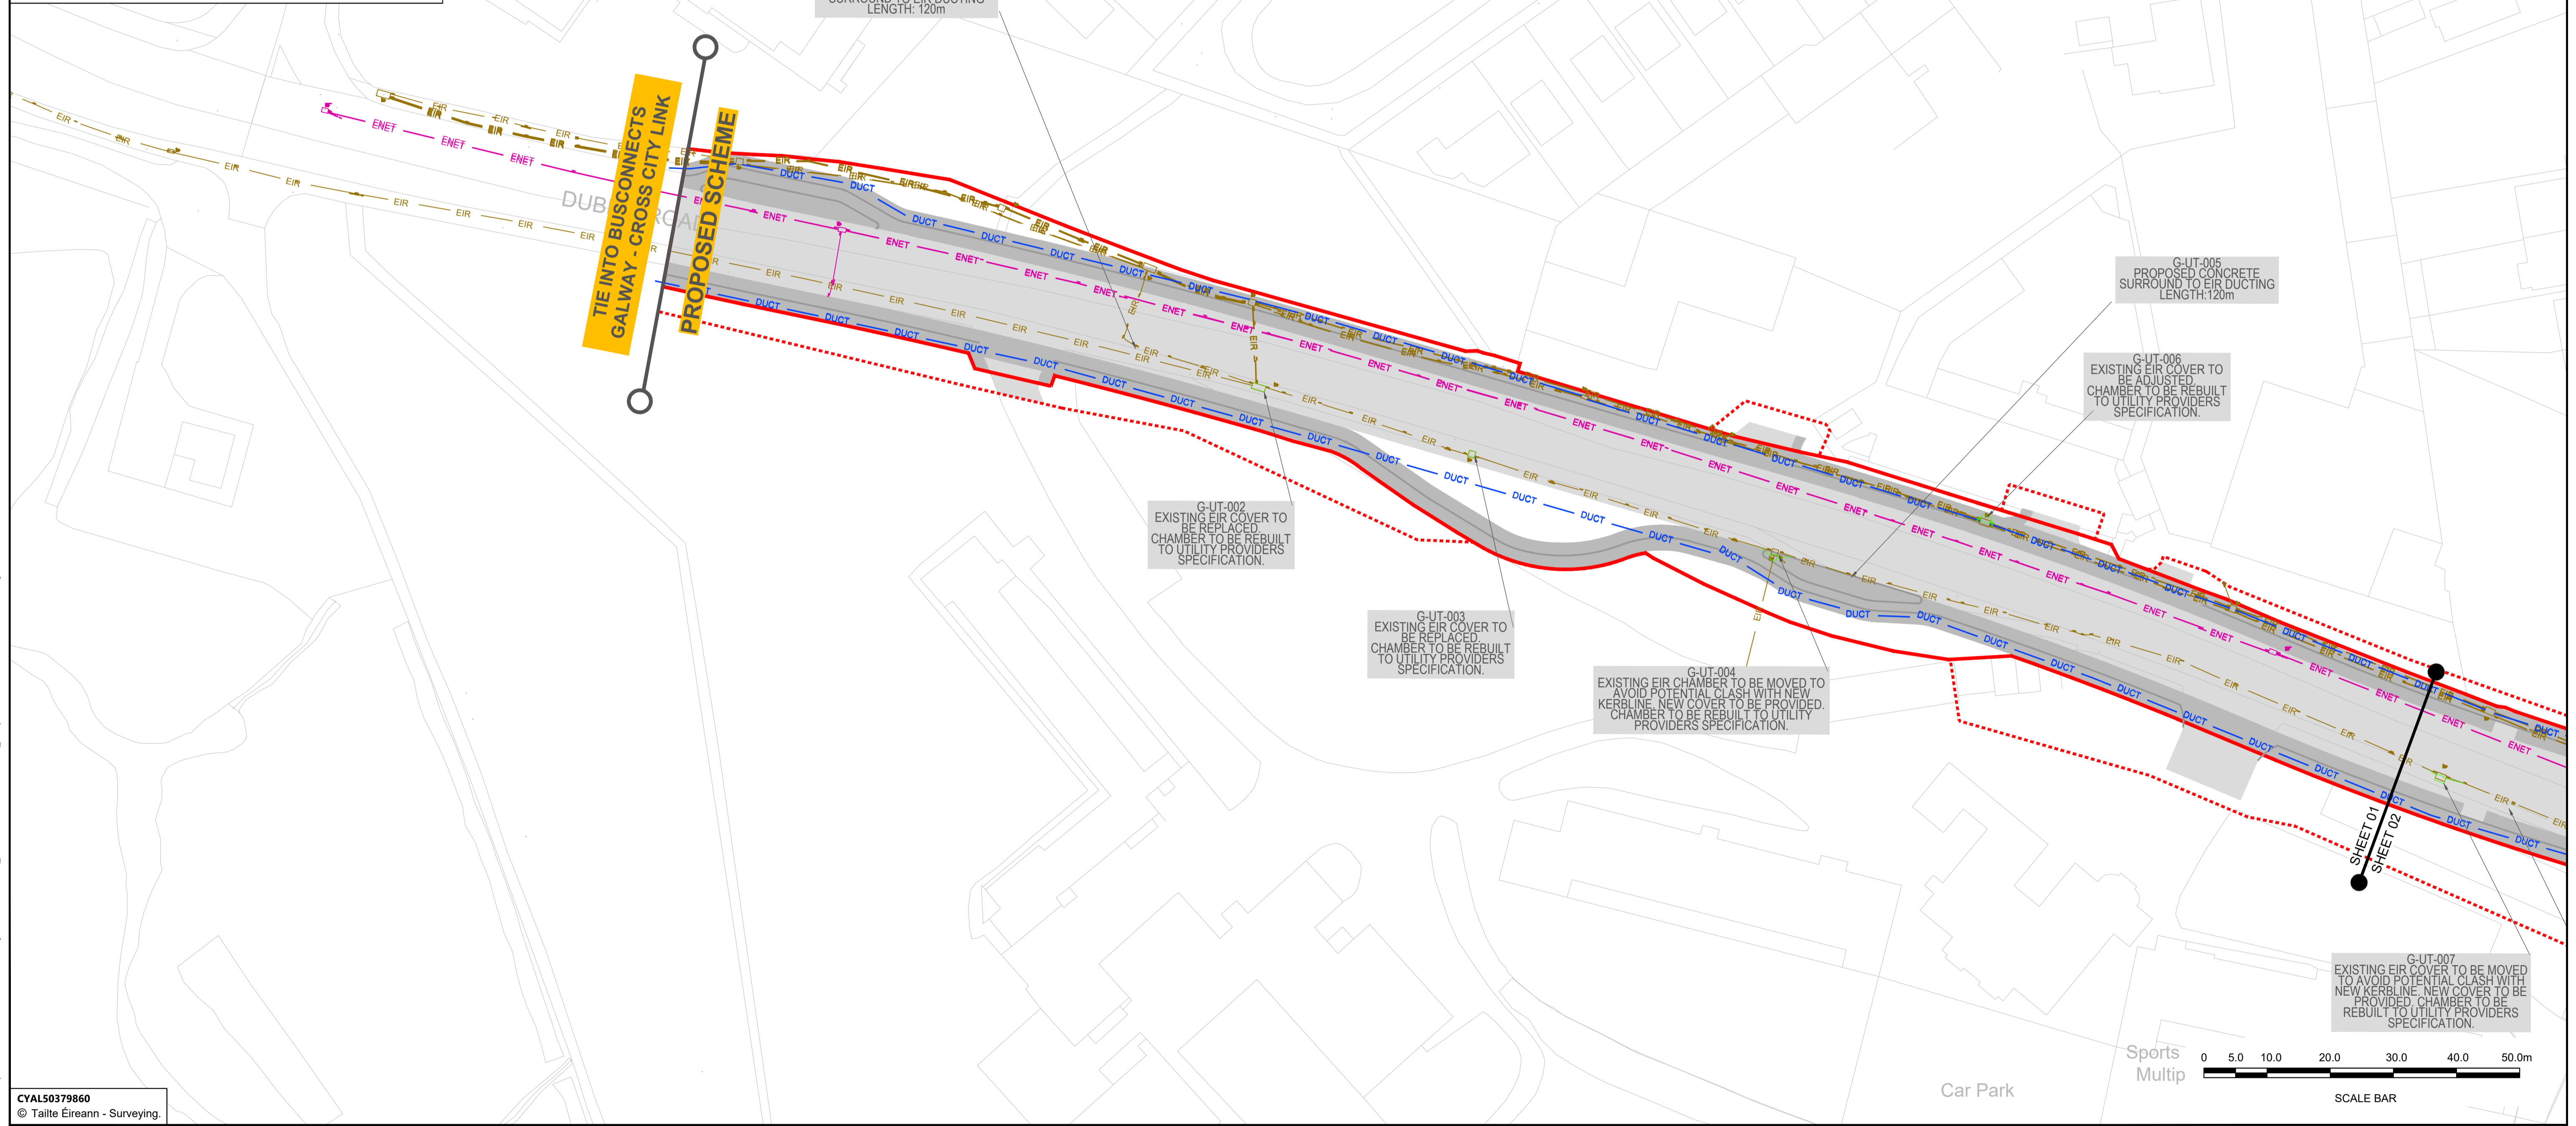 SURROUND TO EIR DUCTING
LENGTH: 120m
TIE INTO BUSCONNECTS
GALWAY - CROSS CITY LINK
PROPOSED SCHEME
EIR
ENET
DUCT
G-UT-005
PROPOSED CONCRETE
SURROUND TO EIR DUCTING
LENGTH:120m
G-UT-006
EXISTING EIR COVER TO
BE ADJUSTED.
CHAMBER TO BE REBUILT
TO UTILITY PROVIDERS
SPECIFICATION.
G-UT-002
EXISTING EIR COVER TO
BE REPLACED.
CHAMBER TO BE REBUILT
TO UTILITY PROVIDERS
SPECIFICATION.
G-UT-003
EXISTING EIR COVER TO
BE REPLACED.
CHAMBER TO BE REBUILT
TO UTILITY PROVIDERS
SPECIFICATION.
G-UT-004
EXISTING EIR CHAMBER TO BE MOVED TO
AVOID POTENTIAL CLASH WITH NEW
KERBLINE. NEW COVER TO BE PROVIDED.
CHAMBER TO BE REBUILT TO UTILITY
PROVIDERS SPECIFICATION.
SHEET 01
SHEET 02
G-UT-007
EXISTING EIR COVER TO BE MOVED
TO AVOID POTENTIAL CLASH WITH
NEW KERBLINE. NEW COVER TO BE
PROVIDED. CHAMBER TO BE
REBUILT TO UTILITY PROVIDERS
SPECIFICATION.
Sports
Multip
Car Park
0 5.0 10.0 20.0 30.0 40.0 50.0m
SCALE BAR
CYAL50379860
© Tailte Éireann - Surveying.